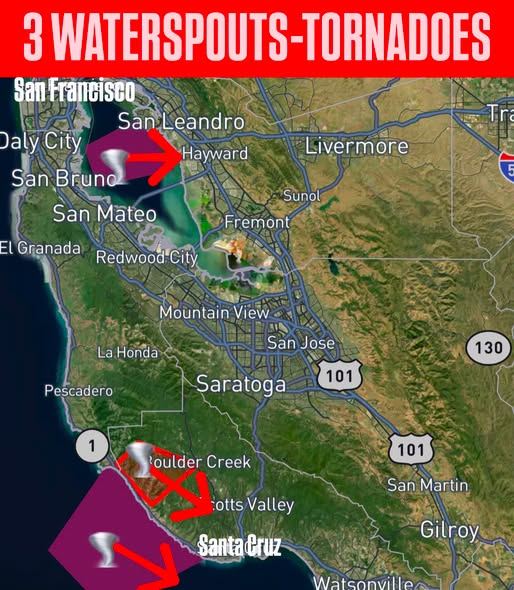 3 WATERSPOUTS-TORNADOES
San Francisco
San Leandro
Daly City
Hayward
Livermore
Tra
5
San Bruno
Sunol
San Mateo
Fremont
El Granada
Redwood City
Mountain View
San Jose
130
La Honda
Saratoga
101
Pescadero
1
101
Boulder Creek
San Martin
Scotts Valley
Gilroy
Santa Cruz
Watsonville